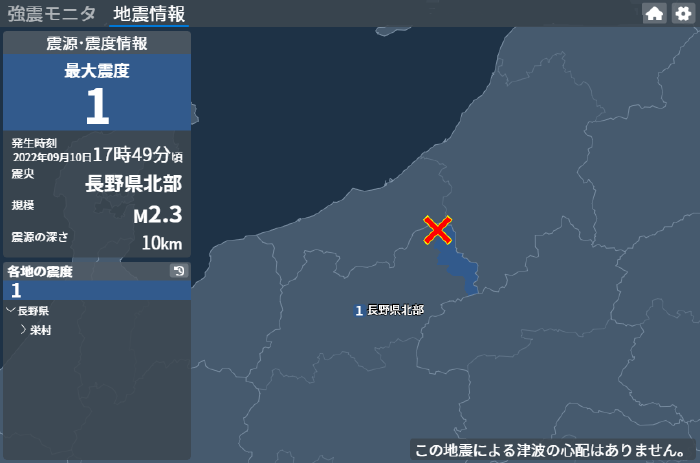 強震モニタ 地震情報
震源・震度情報
最大震度
1
発生時刻
2022年09月10日17時49分頃
震央
長野県北部
規模
M2.3
震源の深さ
10km
各地の震度
1
長野県
栄村
1 長野県北部
この地震による津波の心配はありません。